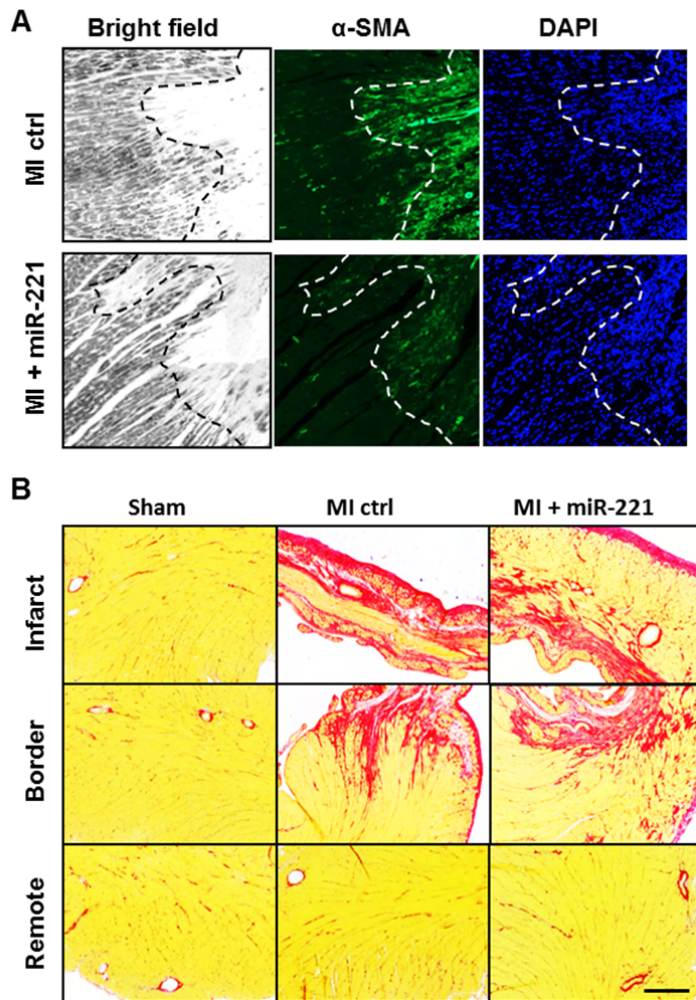 A
Bright field α-SMA DAPI
MI ctrl
MI + miR-221
B
Sham MI ctrl MI + miR-221
Infarct
Border
Remote